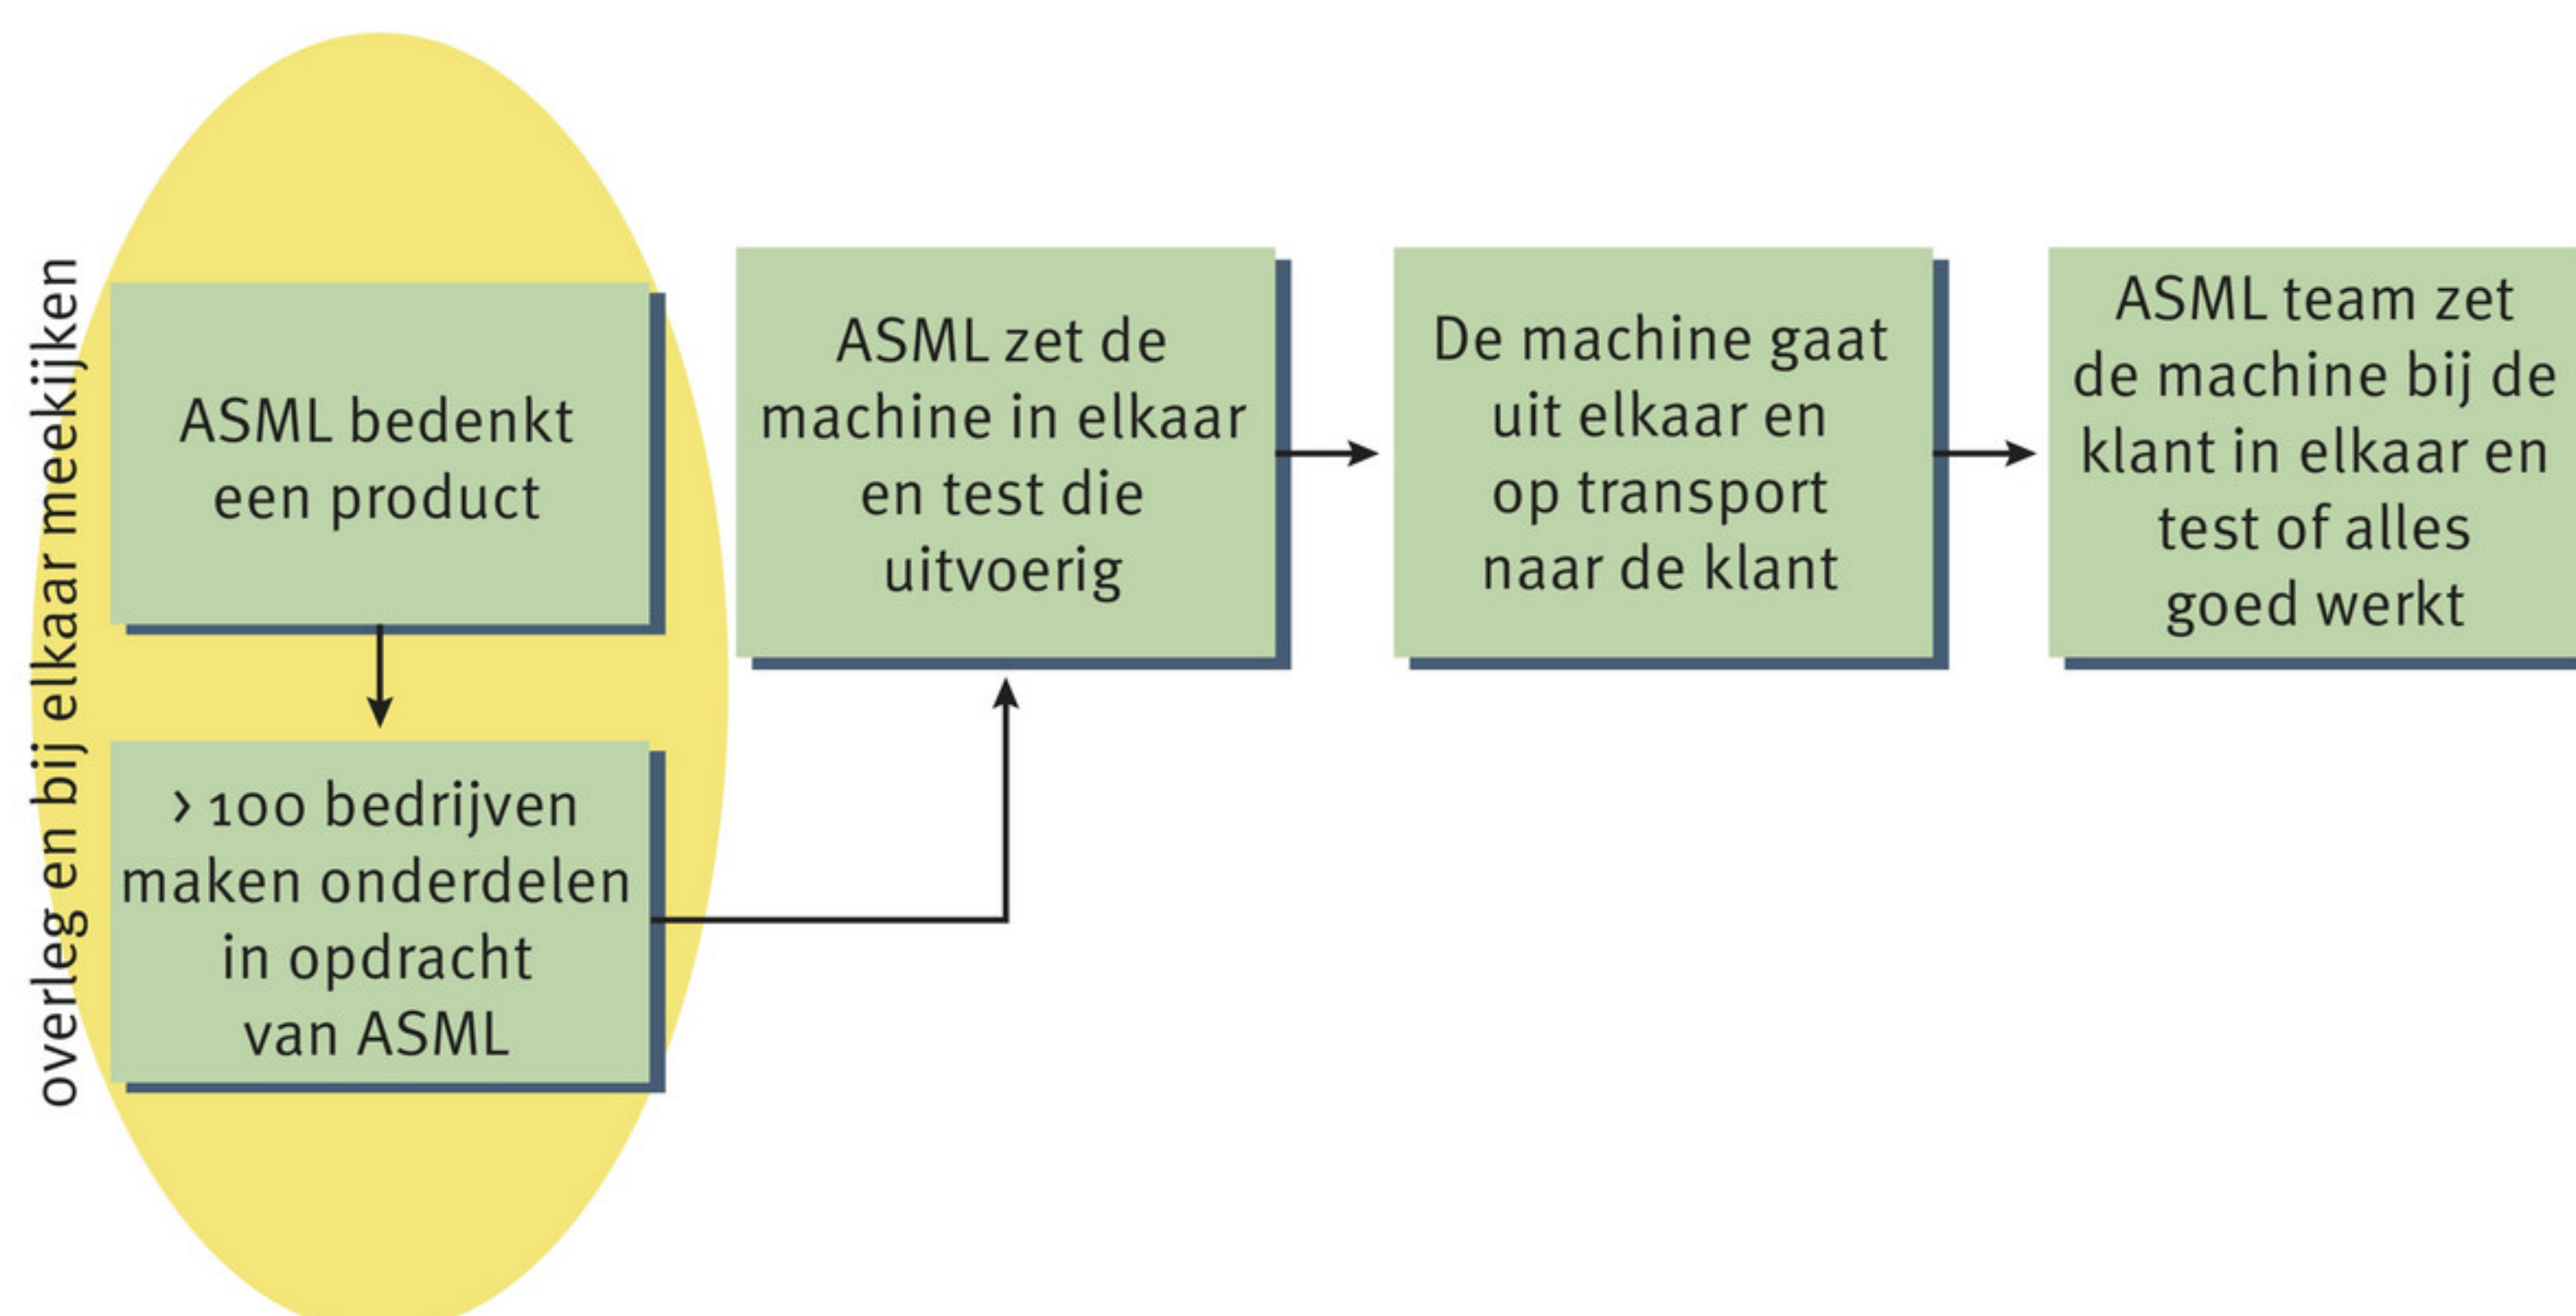 overleg en bij elkaar meekijken
ASML bedenkt
een product
> 100 bedrijven
maken onderdelen
in opdracht
van ASML
ASML zet de
machine in elkaar
en test die
uitvoerig
De machine gaat
uit elkaar en
op transport
naar de klant
ASML team zet
de machine bij de
klant in elkaar en
test of alles
goed werkt